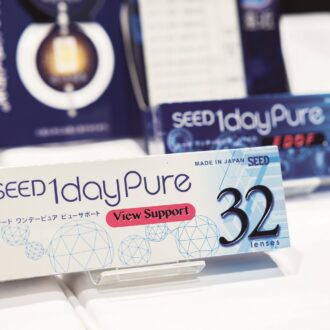 SEED 1dayPure
MADE IN JAPAN SEED
SEED 1dayPure
シード ワンデーピュア ビューサポート
View Support
32
lenses